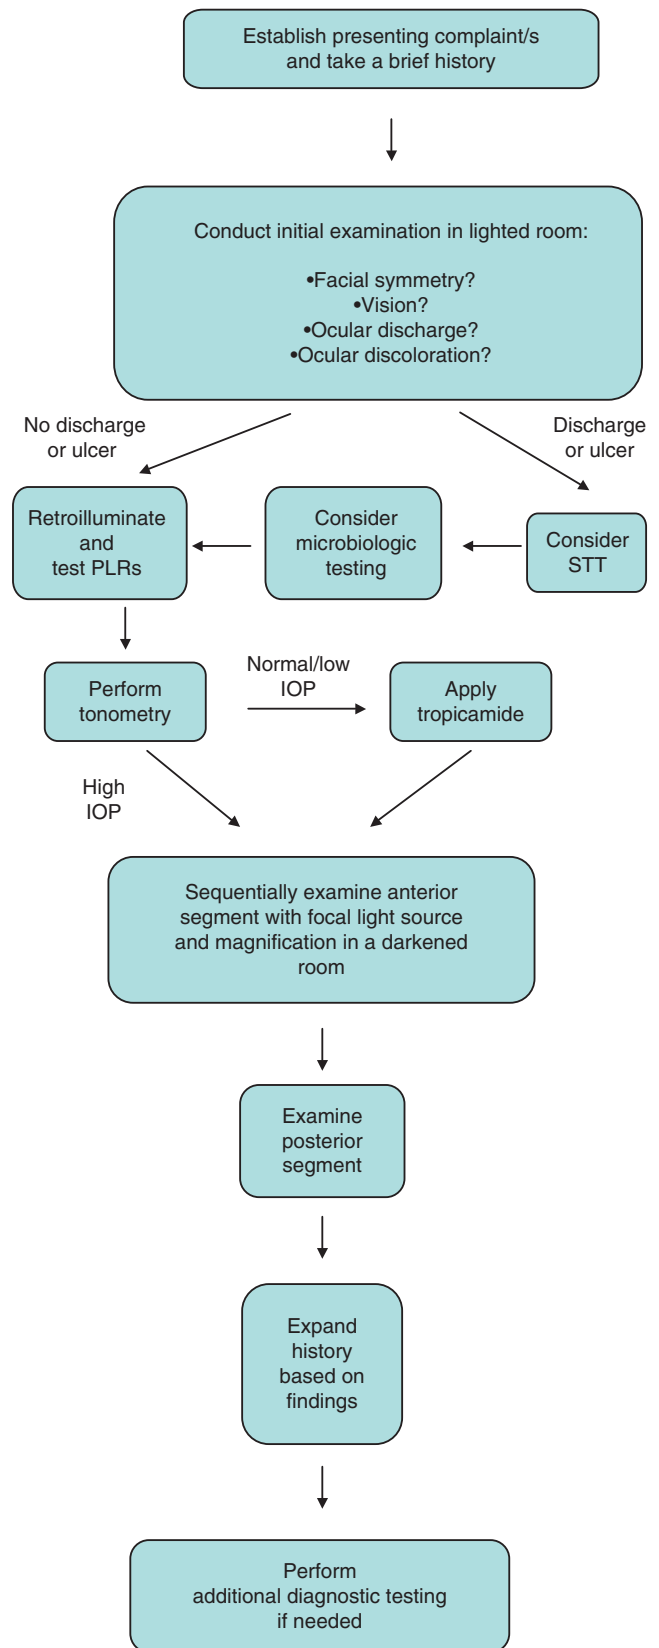 Establish presenting complaint/s
and take a brief history
Conduct initial examination in lighted room:
•Facial symmetry?
•Vision?
•Ocular discharge?
•Ocular discoloration?
No discharge
or ulcer
Discharge
or ulcer
Retroilluminate
and
test PLRs
Consider
microbiologic
testing
Consider
STT
Perform
tonometry
Normal/low
IOP
Apply
tropicamide
High
IOP
Sequentially examine anterior
segment with focal light source
and magnification in a darkened
room
Examine
posterior
segment
Expand
history
based on
findings
Perform
additional diagnostic testing
if needed